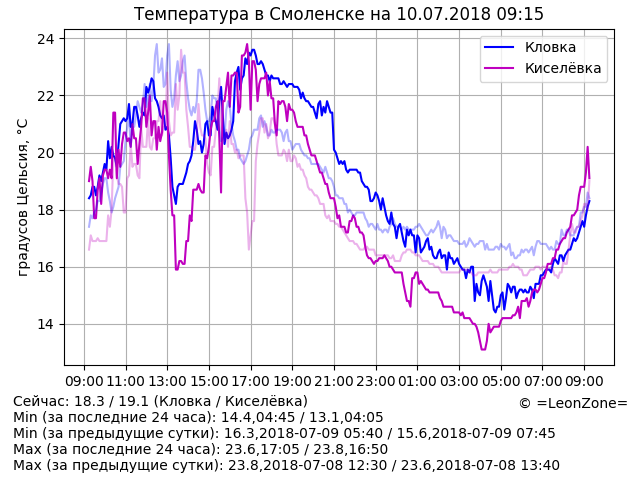 Температура в Смоленске на 10.07.2018 09:15
Кловка
Киселёвка
градусов Цельсия, °C
24
22
20
18
16
14
09:00 11:00 13:00 15:00 17:00 19:00 21:00 23:00 01:00 03:00 05:00 07:00 09:00
Сейчас: 18.3 / 19.1 (Кловка / Киселёвка)
© =LeonZone=
Min (за последние 24 часа): 14.4,04:45 / 13.1,04:05
Min (за предыдущие сутки): 16.3,2018-07-09 05:40 / 15.6,2018-07-09 07:45
Max (за последние 24 часа): 23.6,17:05 / 23.8,16:50
Max (за предыдущие сутки): 23.8,2018-07-08 12:30 / 23.6,2018-07-08 13:40